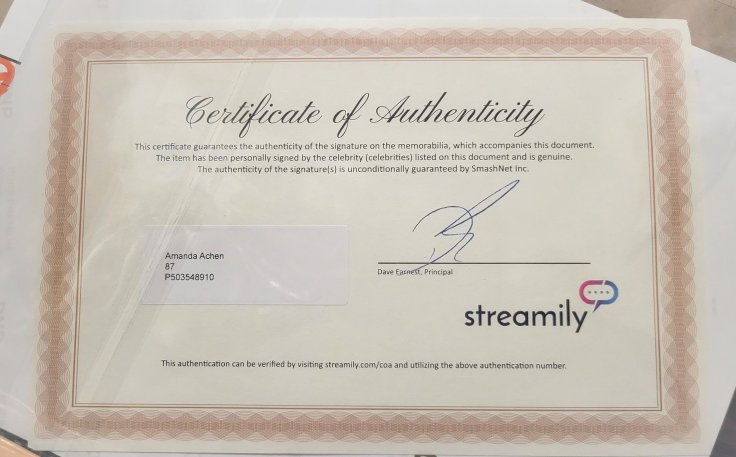 Certificate of Authenticity
This certificate guarantees the authenticity of the signature on the memorabilia, which accompanies this document.
The item has been personally signed by the celebrity (celebrities) listed on this document and is genuine.
The authenticity of the signature(s) is unconditionally guaranteed by SmashNet Inc.
Amanda Achen
87
P503548910
Dave Earnest, Principal
streamily
This authentication can be verified by visiting streamily.com/coa and utilizing the above authentication number.